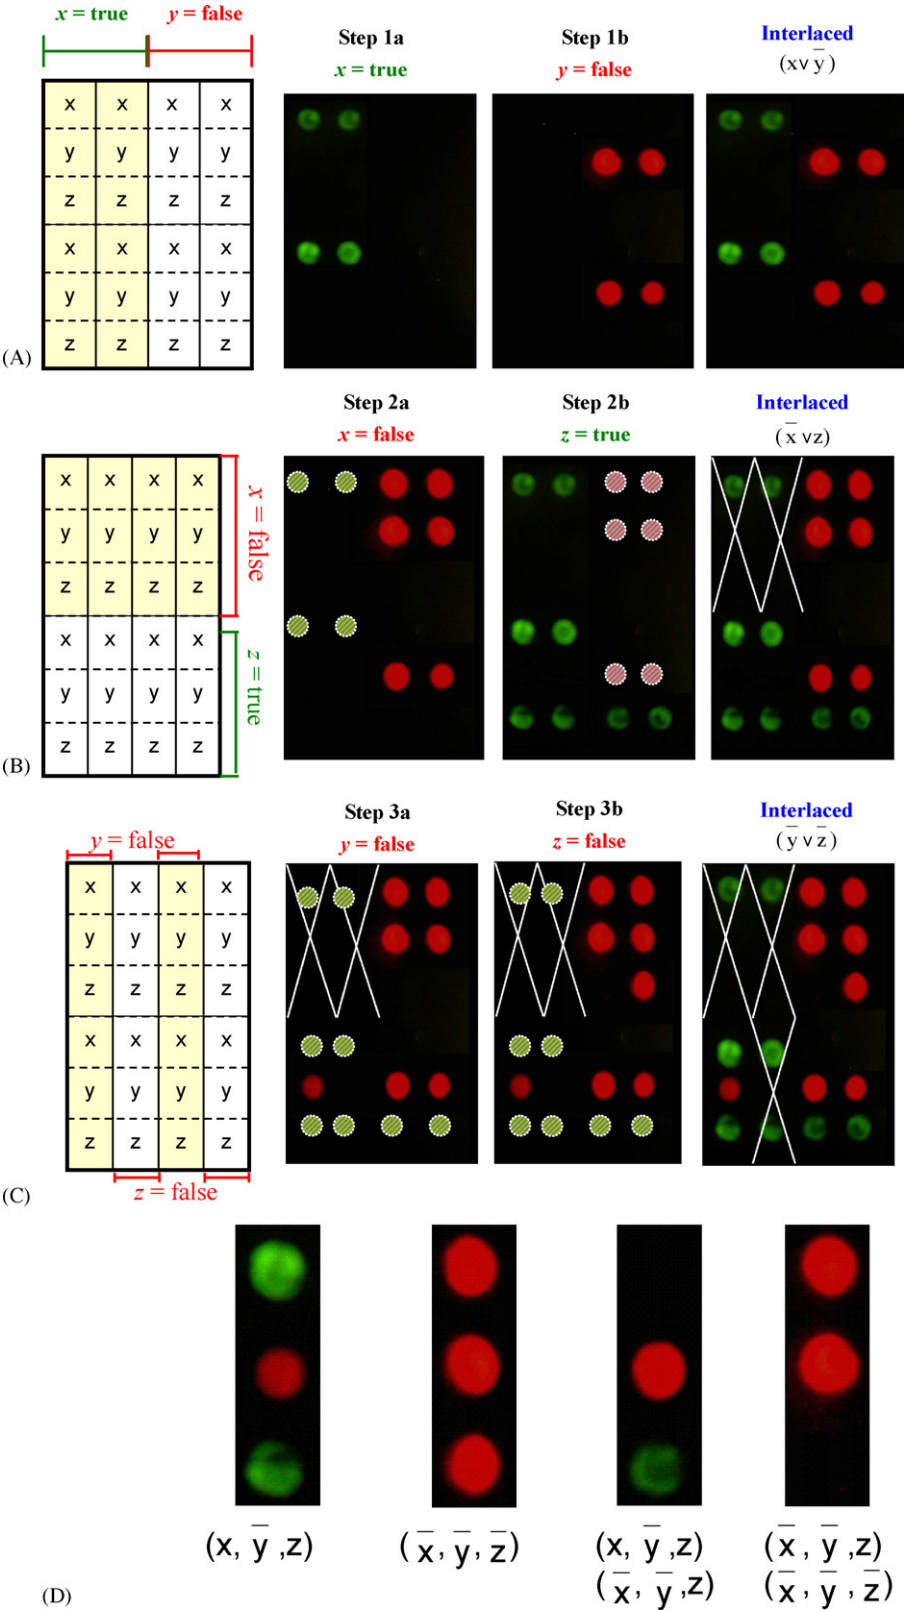 x = true y = false
Step 1a Step 1b Interlaced
x = true y = false (x∨y̅)
x x x x
y y y y
z z z z
x x x x
y y y y
z z z z
(A)
Step 2a Step 2b Interlaced
x = false z = true (x̅∨z)
x x x x
y y y y
z z z z
x = false
x x x x
y y y y
z z z z
z = true
(B)
Step 3a Step 3b Interlaced
y = false y = false z = false (y̅∨z̅)
x x x x
y y y y
z z z z
x x x x
y y y y
z z z z
z = false
(C)
(x, y̅,z) (x̅, y̅, z̅) (x, y̅,z) (x̅, y̅,z)
(x̅, y̅,z) (x̅, y̅, z̅)
(D)